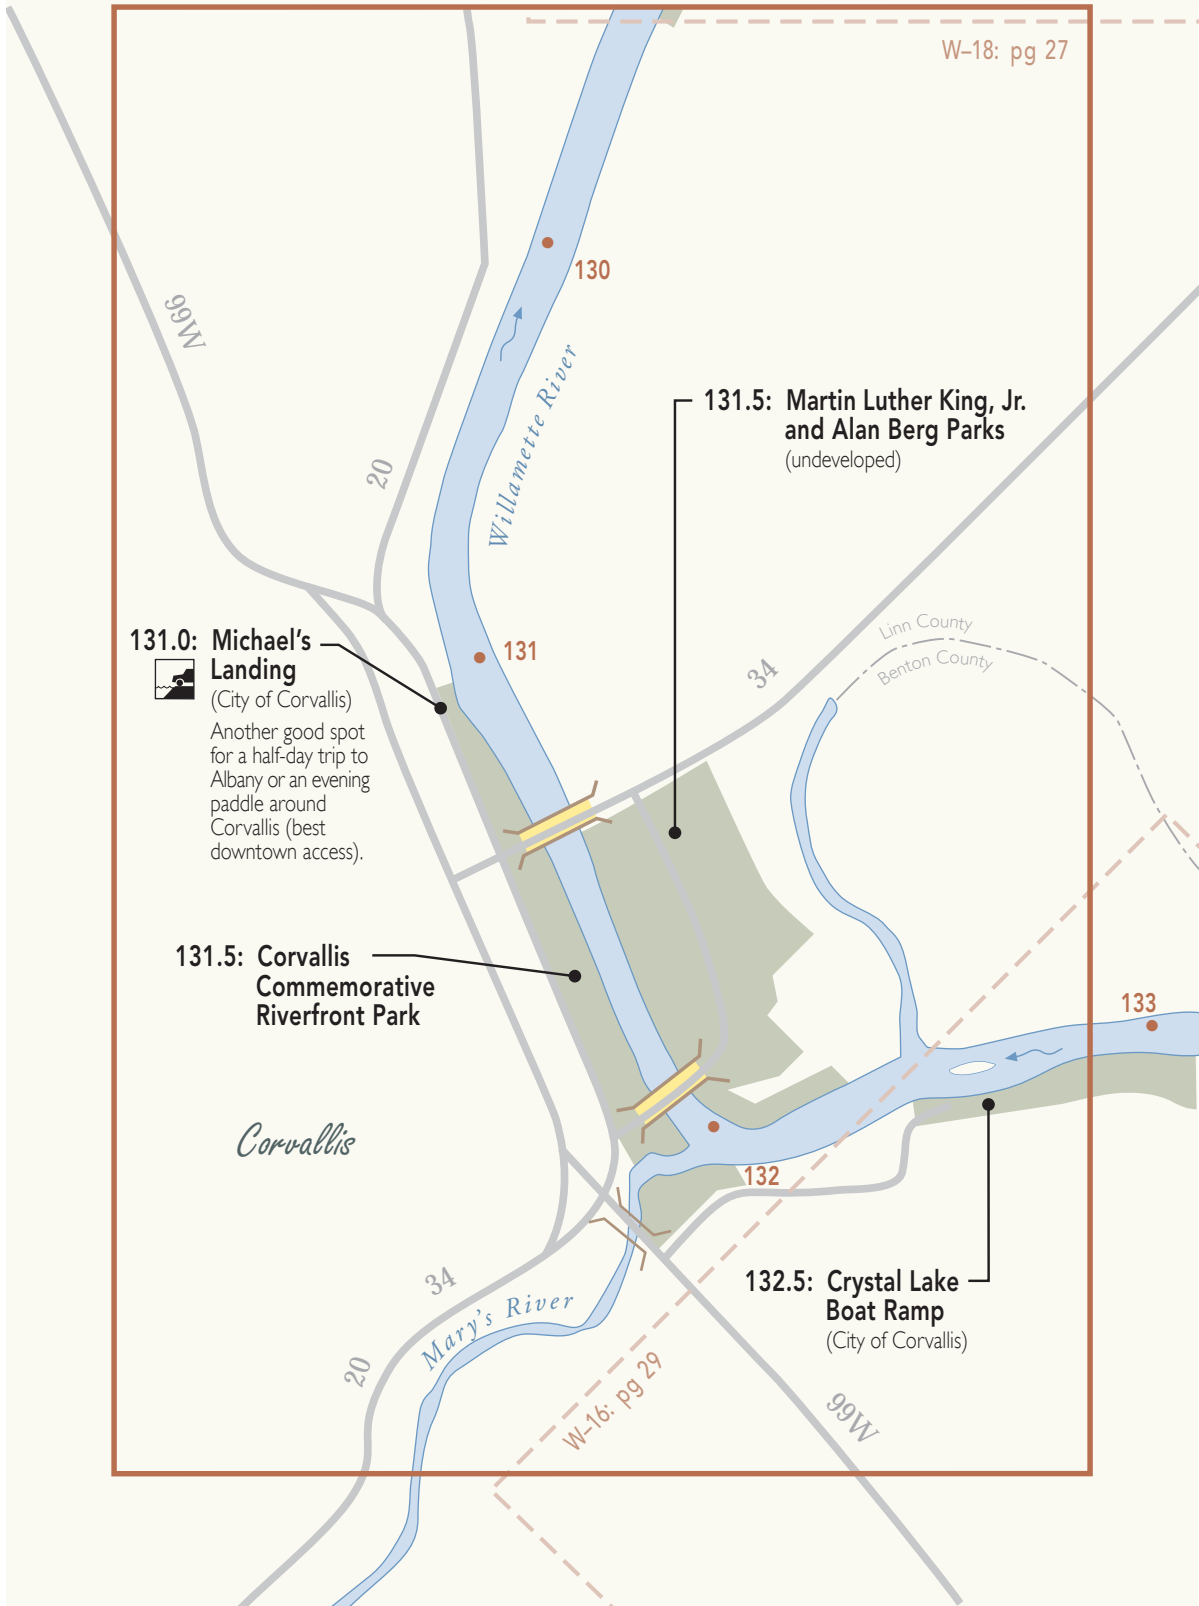 W–18: pg 27
130
99W
Willamette River
131.5: Martin Luther King, Jr.
and Alan Berg Parks
(undeveloped)
20
Linn County
Benton County
131.0: Michael's
Landing
(City of Corvallis)
Another good spot
for a half-day trip to
Albany or an evening
paddle around
Corvallis (best
downtown access).
131
34
131.5: Corvallis
Commemorative
Riverfront Park
133
Corvallis
132
34
132.5: Crystal Lake
Boat Ramp
(City of Corvallis)
Mary's River
20
W–16: pg 29
99W